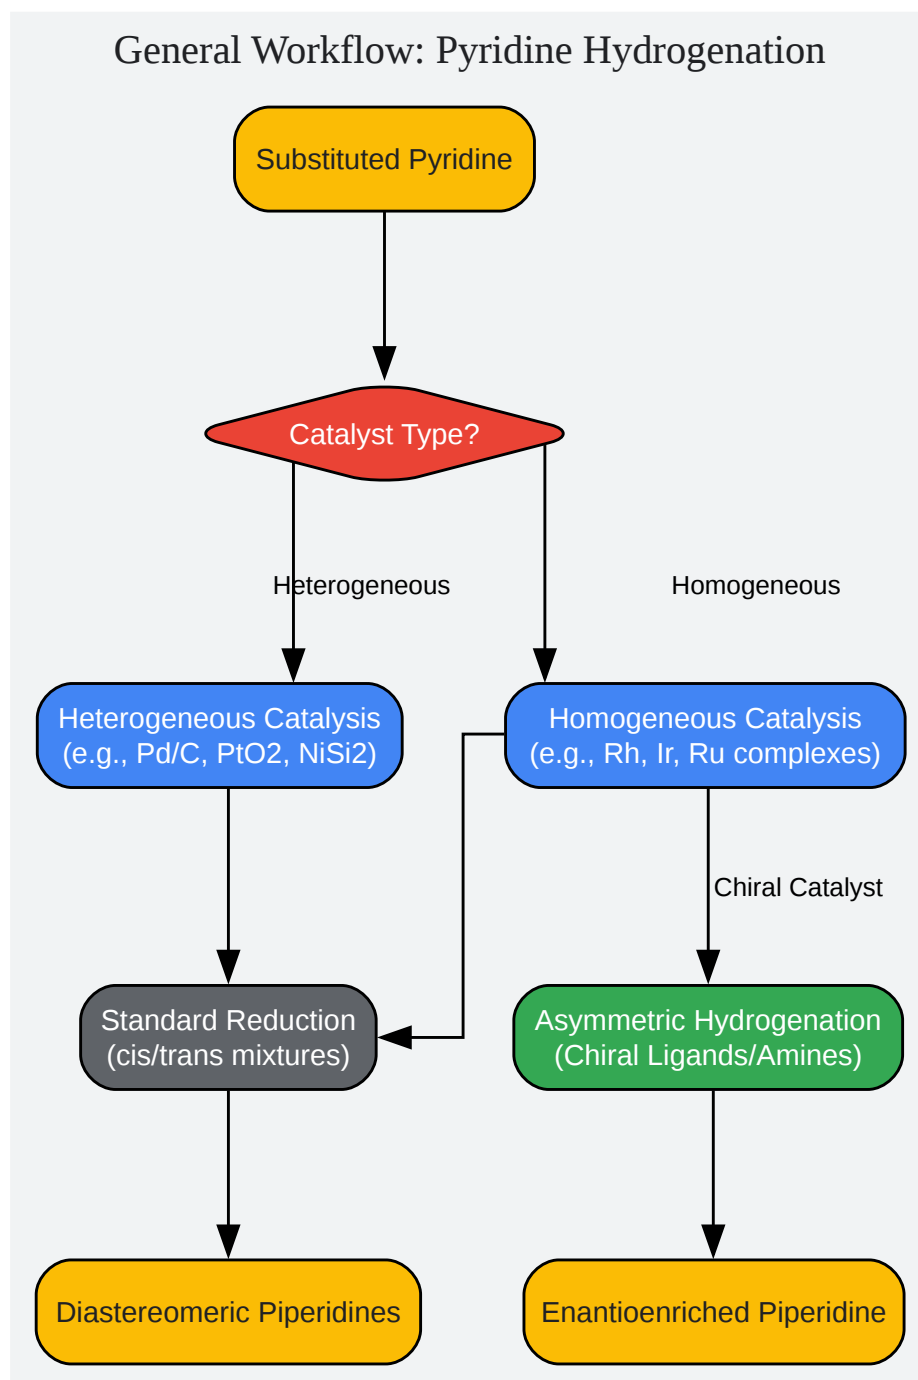 General Workflow: Pyridine Hydrogenation
Substituted Pyridine
Catalyst Type?
Heterogeneous
Homogeneous
Heterogeneous Catalysis
(e.g., Pd/C, PtO2, NiSi2)
Homogeneous Catalysis
(e.g., Rh, Ir, Ru complexes)
Chiral Catalyst
Standard Reduction
(cis/trans mixtures)
Asymmetric Hydrogenation
(Chiral Ligands/Amines)
Diastereomeric Piperidines
Enantioenriched Piperidine